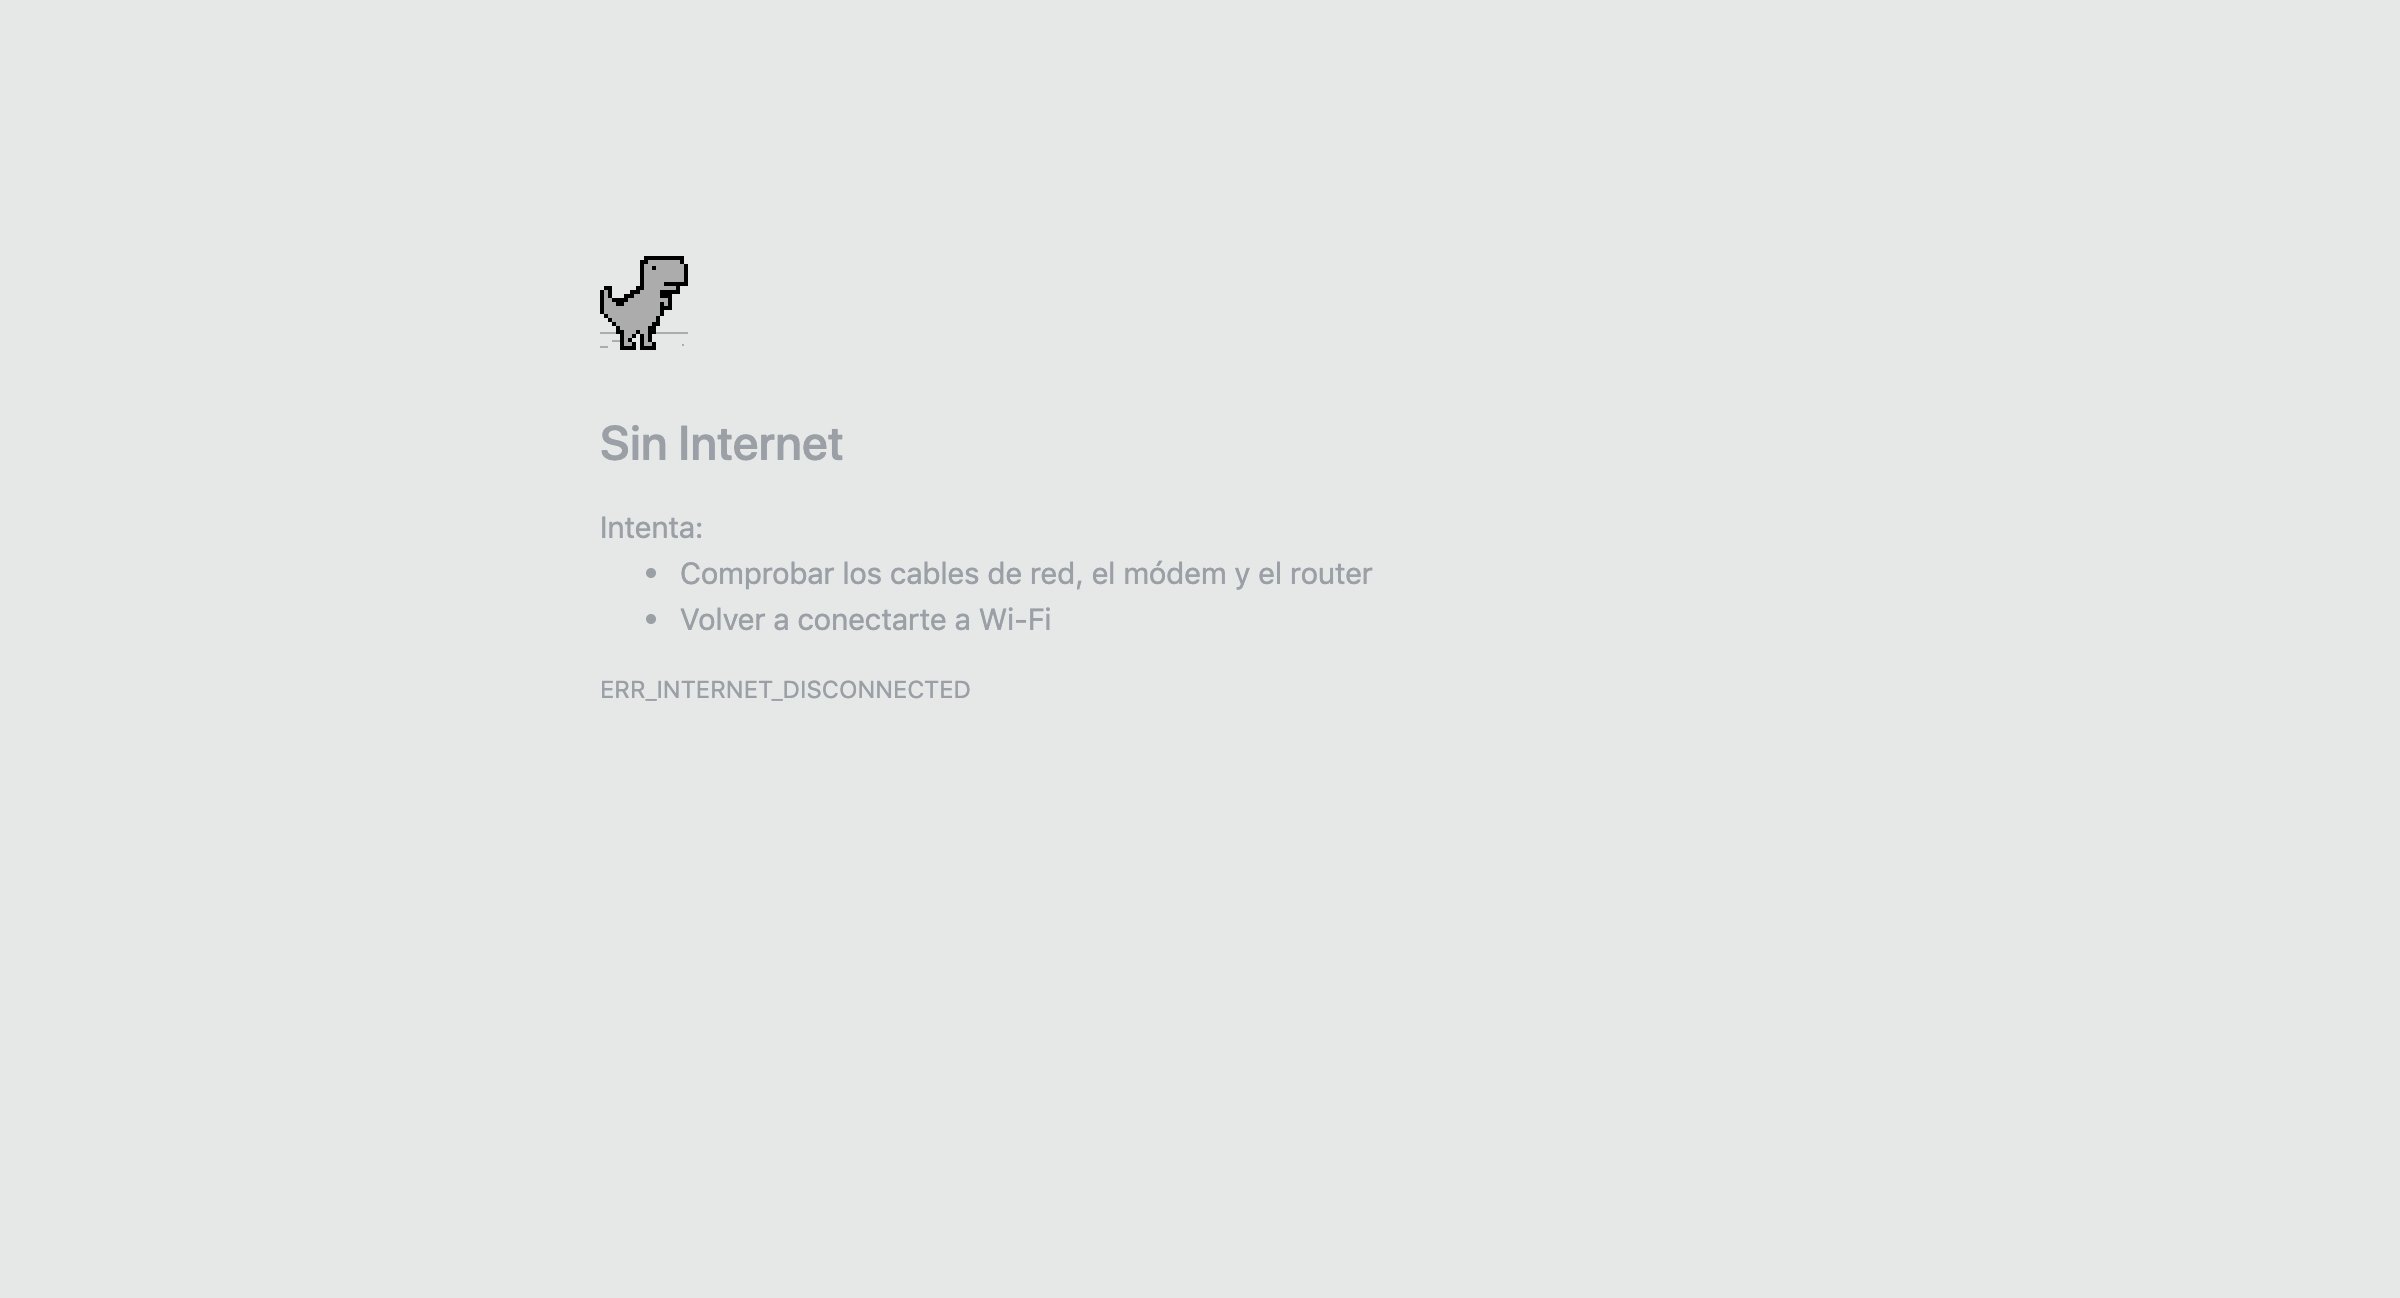 Sin Internet
Intenta:
• Comprobar los cables de red, el módem y el router
• Volver a conectarte a Wi-Fi
ERR_INTERNET_DISCONNECTED